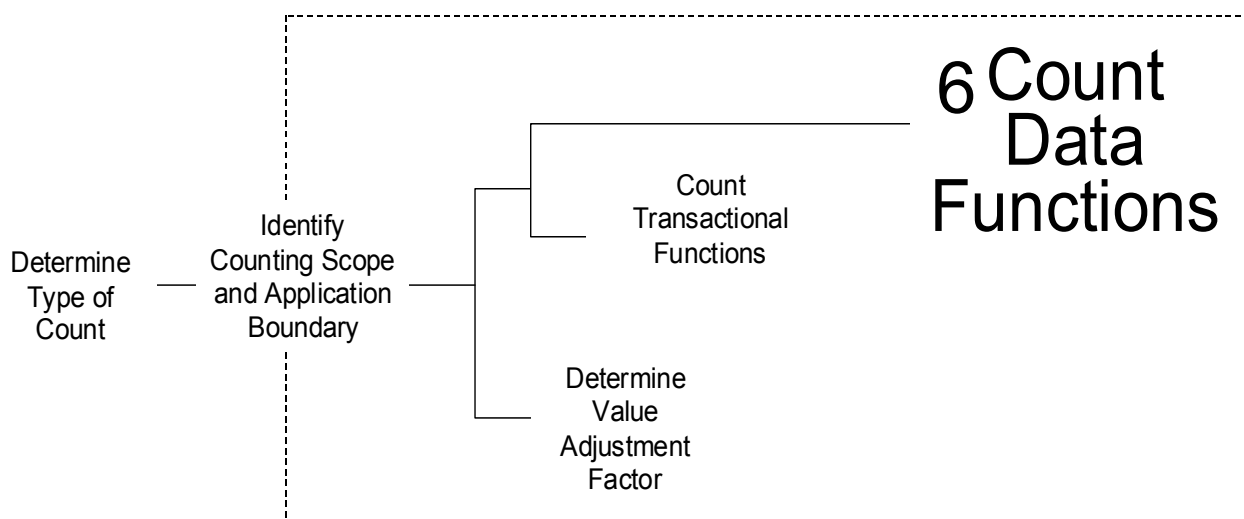 Determine
Type of
Count
Identify
Counting Scope
and Application
Boundary
6 Count
Data
Functions
Count
Transactional
Functions
Determine
Value
Adjustment
Factor